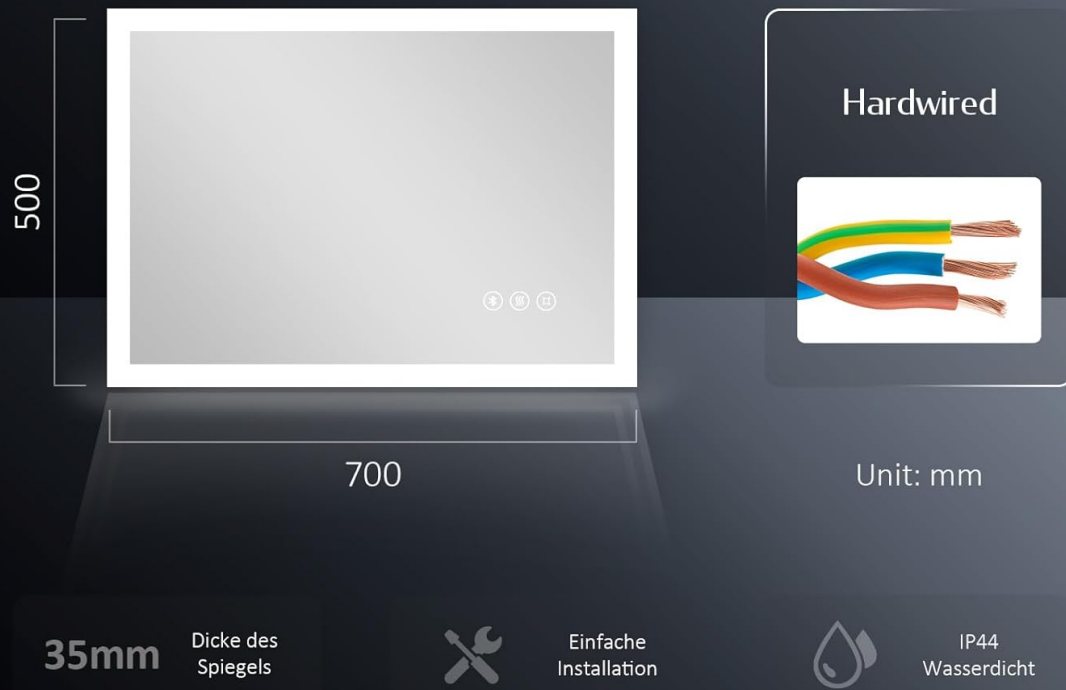 500
700
Hardwired
Unit: mm
35mm
Dicke des
Spiegels
Einfache
Installation
IP44
Wasserdicht